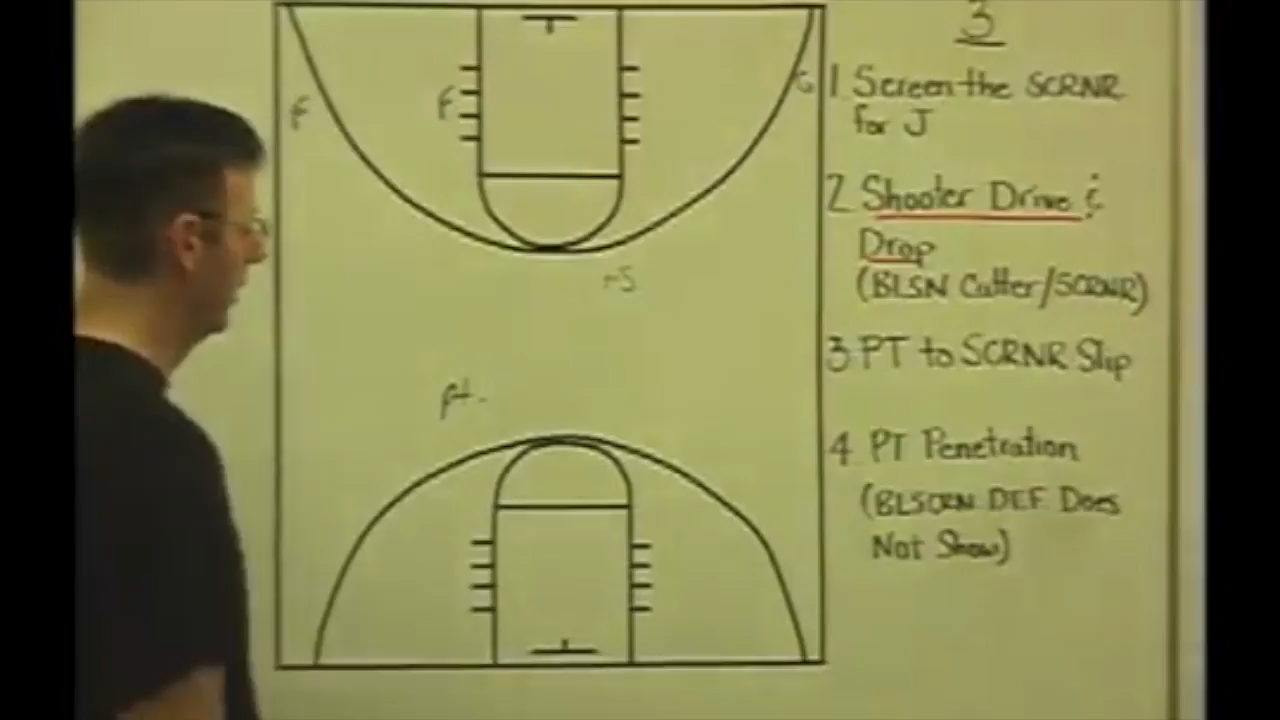 3
1. Screen the SCRNR
for J
2 Shooter Drive &
Drop
(BLSN Cutter/SCRNR)
3 PT to SCRNR Slip
4 PT Penetration
(BLSCRN DEF Does
Not Show)
F
F
G
S
pt.